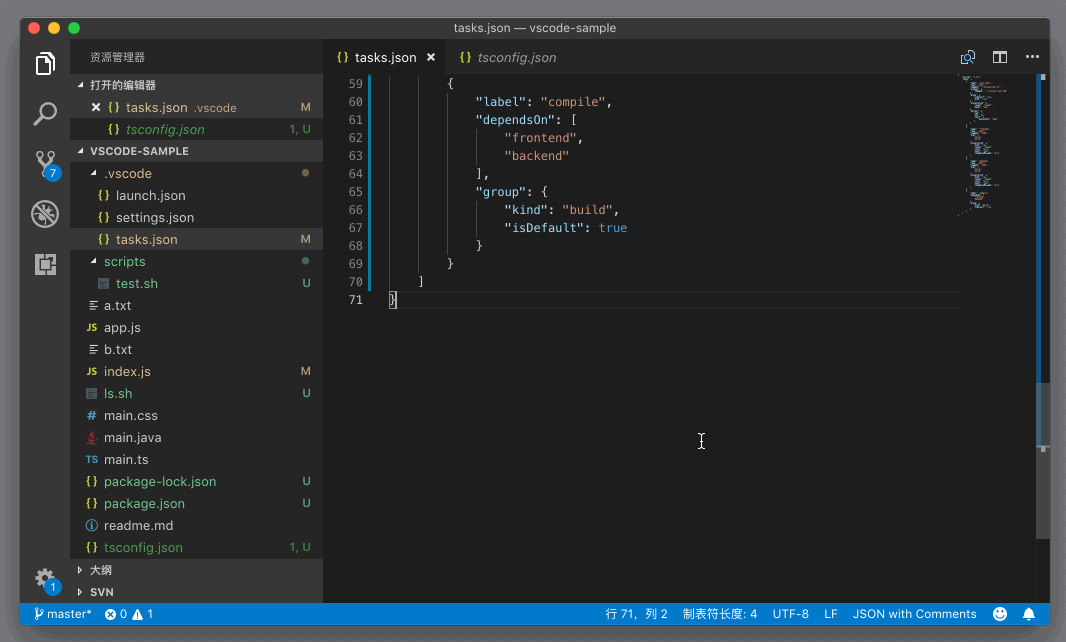 tasks.json — vscode-sample
资源管理器
打开的编辑器
{} tasks.json .vscode M
{} tsconfig.json 1, U
VSCODE-SAMPLE
.vscode
{} launch.json
{} settings.json
{} tasks.json M
scripts
test.sh U
a.txt
JS app.js
b.txt
JS index.js M
ls.sh U
# main.css
main.java
TS main.ts
{} package-lock.json U
{} package.json U
readme.md
{} tsconfig.json 1, U
大纲
SVN
7
1
{} tasks.json
{} tsconfig.json
59 {
60 "label": "compile",
61 "dependsOn": [
62 "frontend",
63 "backend"
64 ],
65 "group": {
66 "kind": "build",
67 "isDefault": true
68 }
69 }
70 ]
71 }
master* 0 1
行 71，列 2 制表符长度: 4 UTF-8 LF JSON with Comments